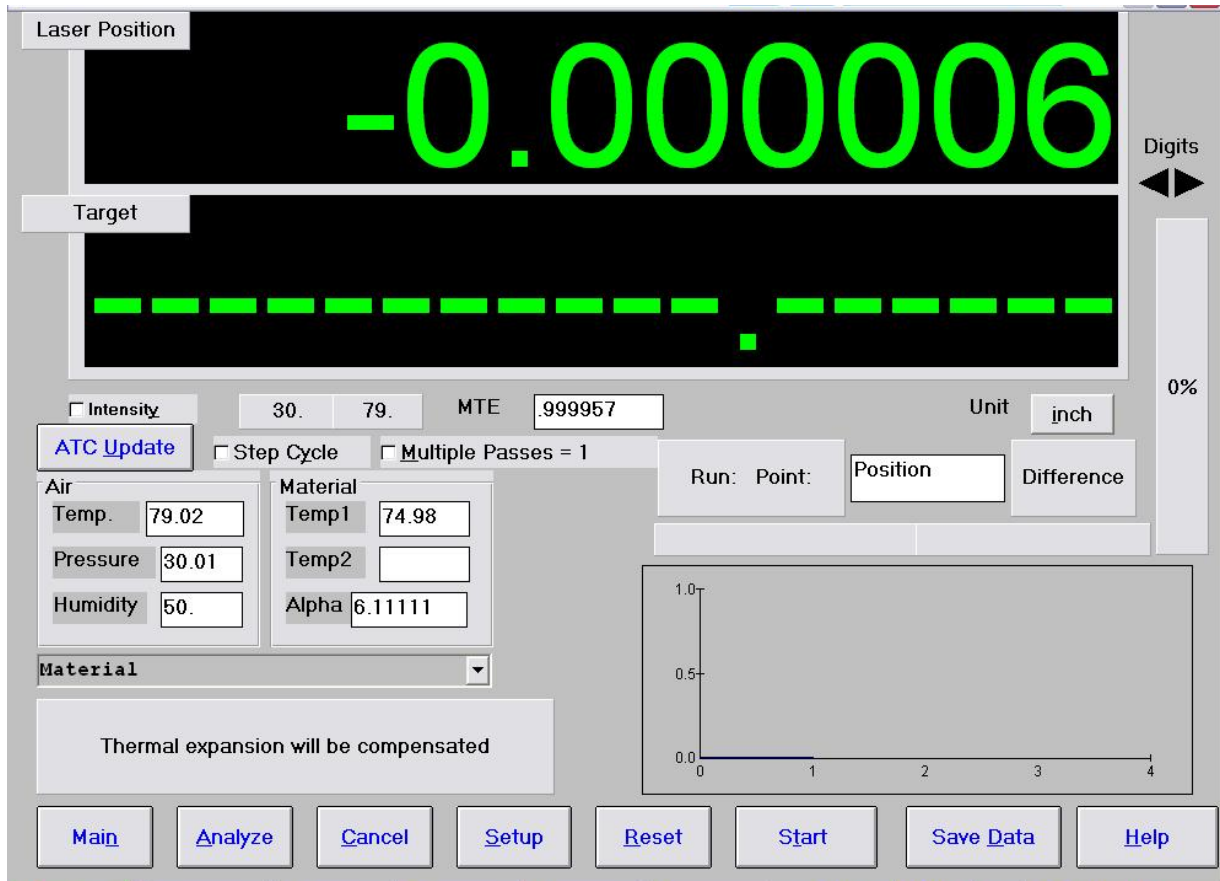 Laser Position
-0.000006
Digits
Target
-----------.------
0%
Intensity 30. 79. MTE .999957 Unit inch
ATC Update Step Cycle Multiple Passes = 1
Run: Point: Position Difference
Air
Temp. 79.02
Pressure 30.01
Humidity 50.
Material
Temp1 74.98
Temp2
Alpha 6.11111
Material
Thermal expansion will be compensated
1.0
0.5
0.0
0 1 2 3 4
Main Analyze Cancel Setup Reset Start Save Data Help